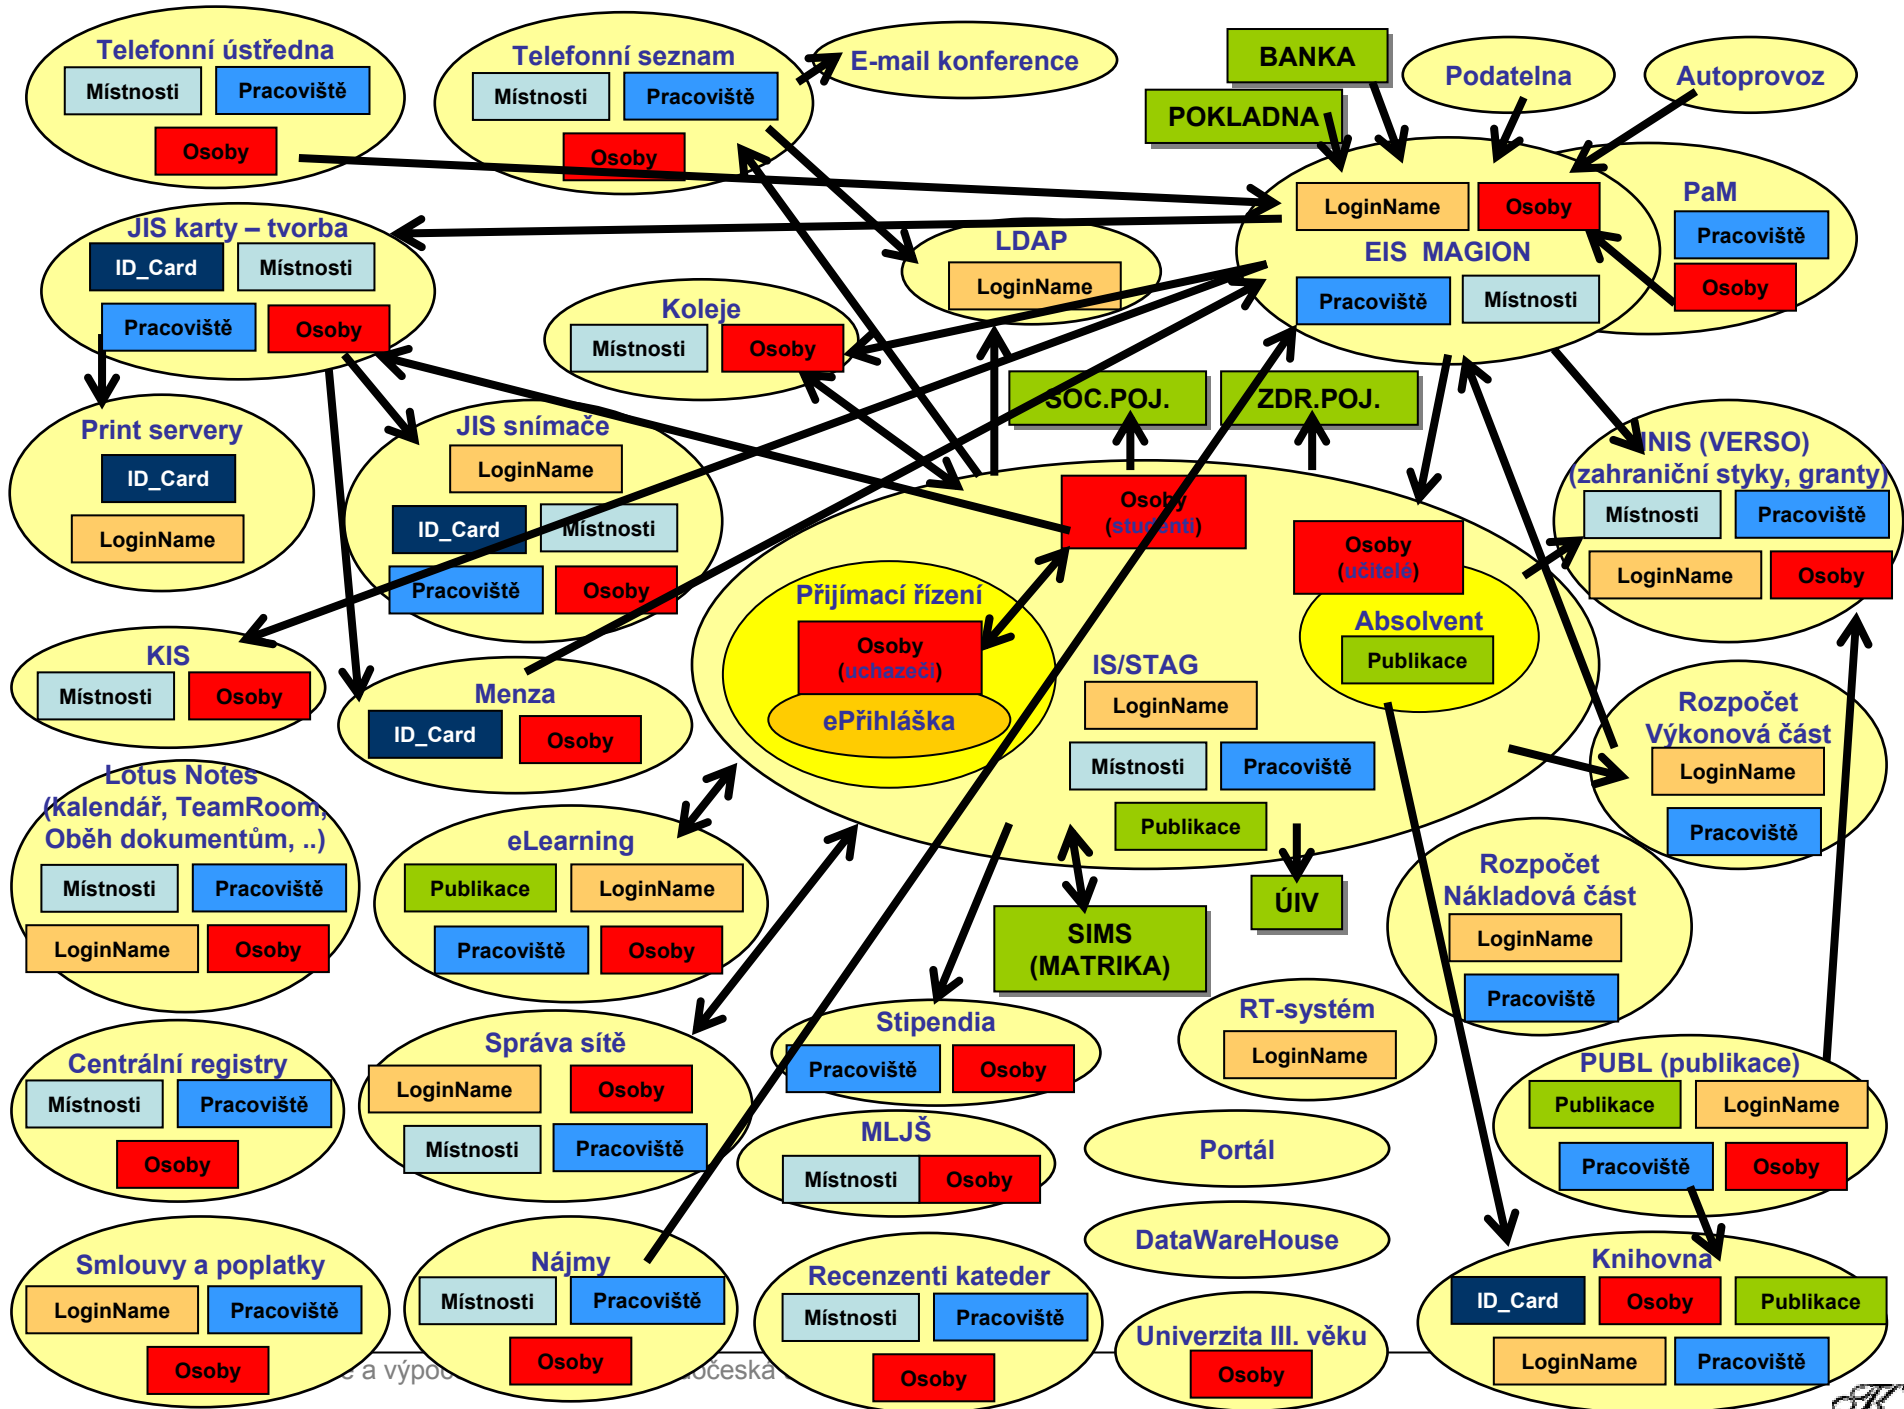 Telefonní ústředna
Místnosti
Pracoviště
Osoby
Telefonní seznam
Místnosti
Pracoviště
Osoby
E-mail konference
BANKA
POKLADNA
Podatelna
Autoprovoz
LoginName
Osoby
EIS MAGION
Pracoviště
Místnosti
PaM
Pracoviště
Osoby
JIS karty – tvorba
ID_Card
Místnosti
Pracoviště
Osoby
LDAP
LoginName
Koleje
Místnosti
Osoby
SOC.POJ.
ZDR.POJ.
Print servery
ID_Card
LoginName
JIS snímače
LoginName
ID_Card
Místnosti
Pracoviště
Osoby
INIS (VERSO)
(zahraniční styky, granty)
Místnosti
Pracoviště
LoginName
Osoby
Osoby
(studenti)
Osoby
(učitelé)
Přijímací řízení
Osoby
(uchazeči)
ePřihláška
Absolvent
Publikace
IS/STAG
LoginName
Místnosti
Pracoviště
Publikace
KIS
Místnosti
Osoby
Menza
ID_Card
Osoby
Rozpočet
Výkonová část
LoginName
Pracoviště
Lotus Notes
(kalendář, TeamRoom,
Oběh dokumentům, ..)
Místnosti
Pracoviště
LoginName
Osoby
eLearning
Publikace
LoginName
Pracoviště
Osoby
SIMS
(MATRIKA)
ÚIV
Rozpočet
Nákladová část
LoginName
Pracoviště
Centrální registry
Místnosti
Pracoviště
Osoby
Správa sítě
LoginName
Osoby
Místnosti
Pracoviště
Stipendia
Pracoviště
Osoby
RT-systém
LoginName
PUBL (publikace)
Publikace
LoginName
Pracoviště
Osoby
MLJŠ
Místnosti
Osoby
Portál
DataWareHouse
Smlouvy a poplatky
LoginName
Pracoviště
Osoby
Nájmy
Místnosti
Pracoviště
Osoby
Recenzenti kateder
Místnosti
Pracoviště
Osoby
Univerzita III. věku
Osoby
Knihovna
ID_Card
Osoby
Publikace
LoginName
Pracoviště
a